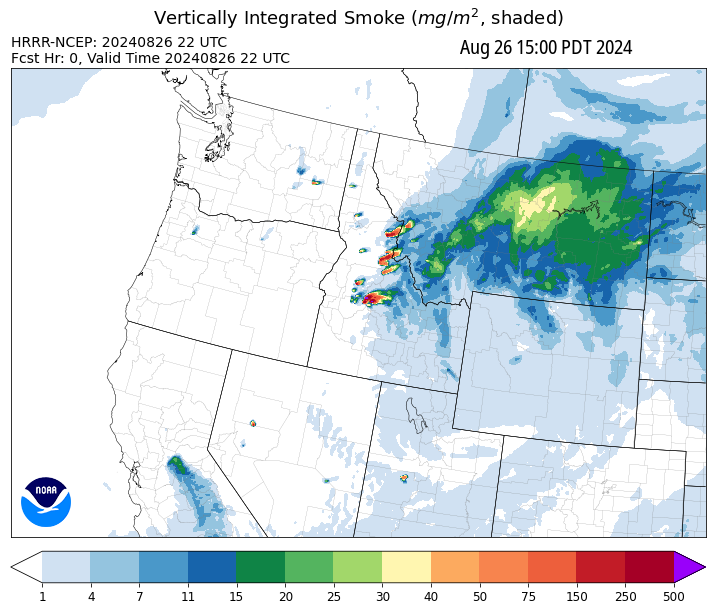 Vertically Integrated Smoke (mg/m², shaded)
HRRR-NCEP: 20240826 22 UTC
Fcst Hr: 0, Valid Time 20240826 22 UTC
Aug 26 15:00 PDT 2024
NOAA
1 4 7 11 15 20 25 30 40 50 75 150 250 500